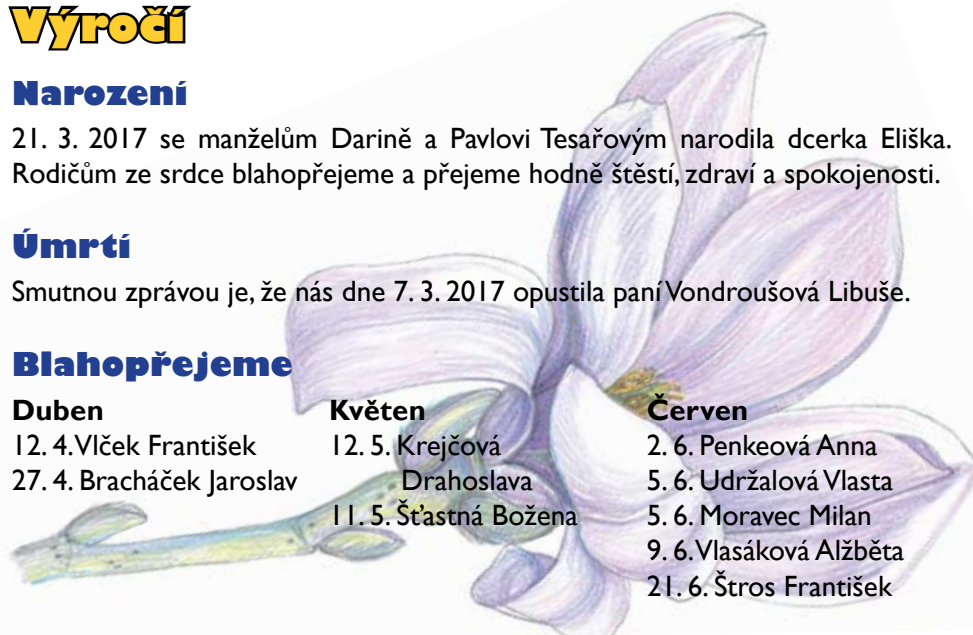 Výročí
Narození
21. 3. 2017 se manželům Darině a Pavlovi Tesařovým narodila dcerka Eliška.
Rodičům ze srdce blahopřejeme a přejeme hodně štěstí, zdraví a spokojenosti.
Úmrtí
Smutnou zprávou je, že nás dne 7. 3. 2017 opustila paní Vondroušová Libuše.
Blahopřejeme
Duben
12. 4. Vlček František
27. 4. Bracháček Jaroslav
Květen
12. 5. Krejčová
Drahoslava
11. 5. Šťastná Božena
Červen
2. 6. Penkeová Anna
5. 6. Udržalová Vlasta
5. 6. Moravec Milan
9. 6. Vlasáková Alžběta
21. 6. Štros František